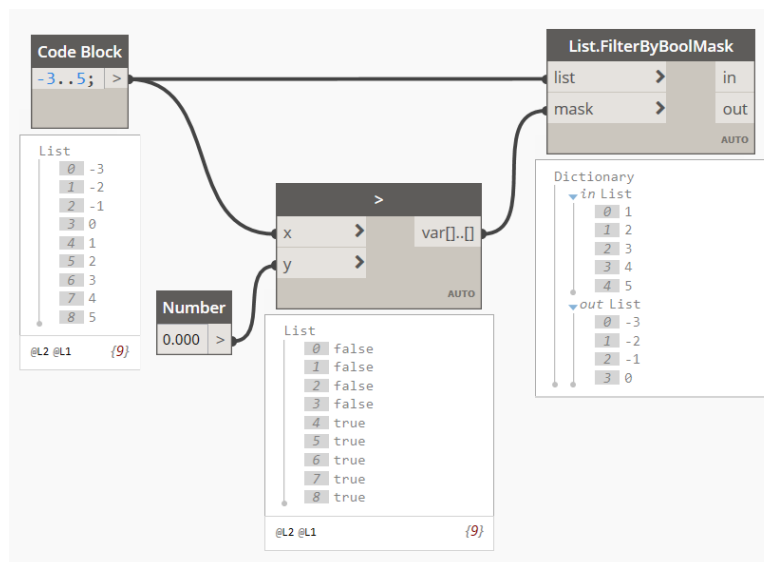 Code Block
-3..5; >
List
0 -3
1 -2
2 -1
3 0
4 1
5 2
6 3
7 4
8 5
@L2 @L1 {9}
Number
0.000 >
>
x var[]..[]
y
AUTO
List
0 false
1 false
2 false
3 false
4 true
5 true
6 true
7 true
8 true
@L2 @L1 {9}
List.FilterByBoolMask
list in
mask out
AUTO
Dictionary
in List
0 1
1 2
2 3
3 4
4 5
out List
0 -3
1 -2
2 -1
3 0